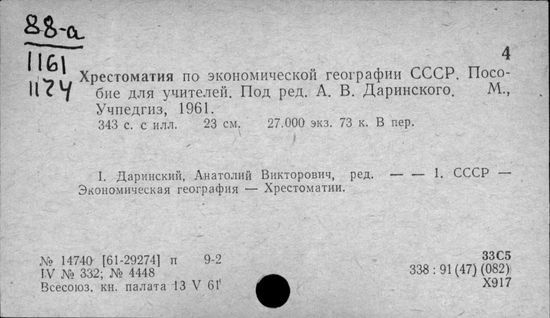 88-а
1161
1174
4
Хрестоматия по экономической географии СССР. Посо-
бие для учителей. Под ред. А. В. Даринского. М.,
Учпедгиз, 1961.
343 с. с илл. 23 см. 27.000 экз. 73 к. В пер.
I. Даринский, Анатолий Викторович, ред. — — 1. СССР —
Экономическая география — Хрестоматии.
№ 14740 [61-29274] п 9-2
IV № 332; № 4448
Всесоюз. кн. палата 13 V 61
33С5
338 : 91 (47) (082)
Х917